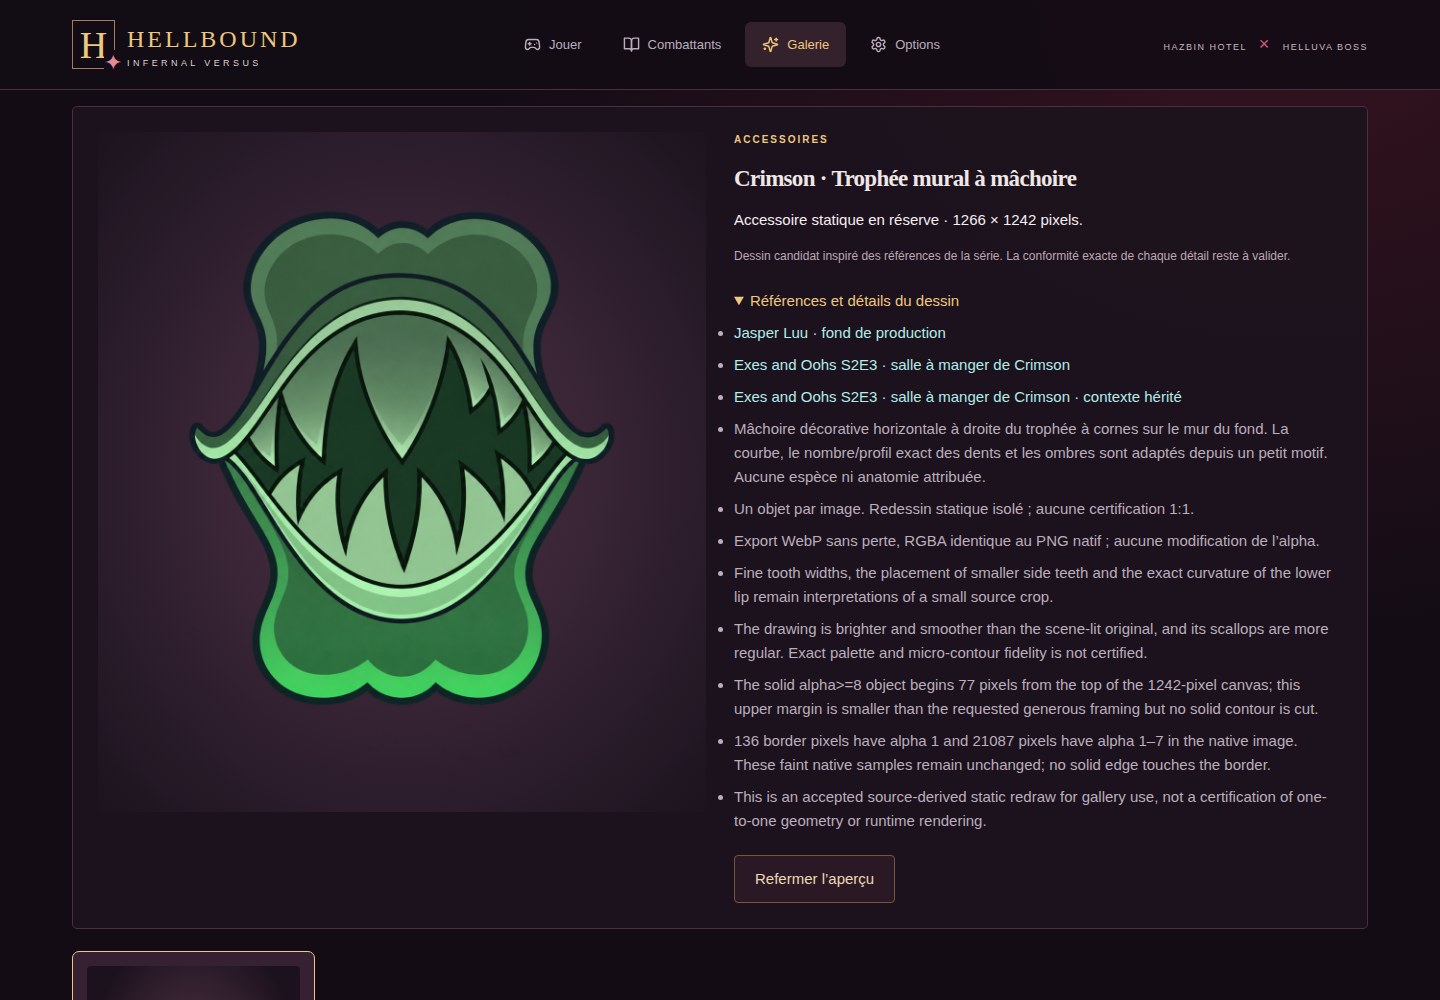 H
HELLBOUND
INFERNAL VERSUS
Jouer
Combattants
Galerie
Options
HAZBIN HOTEL × HELLUVA BOSS
ACCESSOIRES
Crimson · Trophée mural à mâchoire
Accessoire statique en réserve · 1266 × 1242 pixels.
Dessin candidat inspiré des références de la série. La conformité exacte de chaque détail reste à valider.
Références et détails du dessin
Jasper Luu · fond de production
Exes and Oohs S2E3 · salle à manger de Crimson
Exes and Oohs S2E3 · salle à manger de Crimson · contexte hérité
Mâchoire décorative horizontale à droite du trophée à cornes sur le mur du fond. La
courbe, le nombre/profil exact des dents et les ombres sont adaptés depuis un petit motif.
Aucune espèce ni anatomie attribuée.
Un objet par image. Redessin statique isolé ; aucune certification 1:1.
Export WebP sans perte, RGBA identique au PNG natif ; aucune modification de l’alpha.
Fine tooth widths, the placement of smaller side teeth and the exact curvature of the lower
lip remain interpretations of a small source crop.
The drawing is brighter and smoother than the scene-lit original, and its scallops are more
regular. Exact palette and micro-contour fidelity is not certified.
The solid alpha>=8 object begins 77 pixels from the top of the 1242-pixel canvas; this
upper margin is smaller than the requested generous framing but no solid contour is cut.
136 border pixels have alpha 1 and 21087 pixels have alpha 1–7 in the native image.
These faint native samples remain unchanged; no solid edge touches the border.
This is an accepted source-derived static redraw for gallery use, not a certification of one-
to-one geometry or runtime rendering.
Refermer l’aperçu